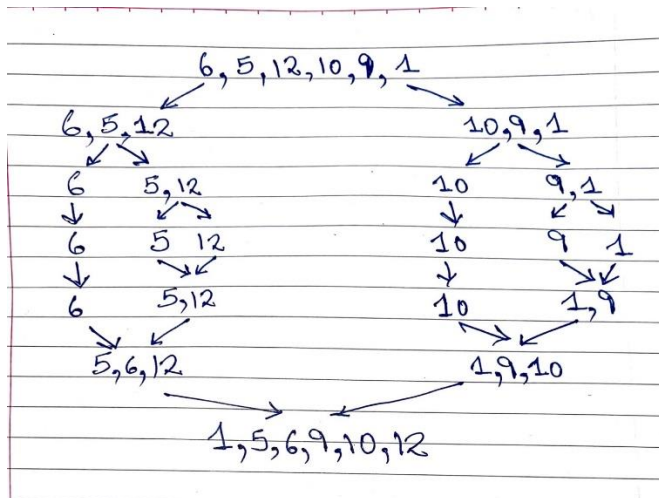 6, 5, 12, 10, 9, 1
6, 5, 12 10, 9, 1
6 5, 12 10 9, 1
6 5 12 10 9 1
6 5, 12 10 1, 9
5, 6, 12 1, 9, 10
1, 5, 6, 9, 10, 12